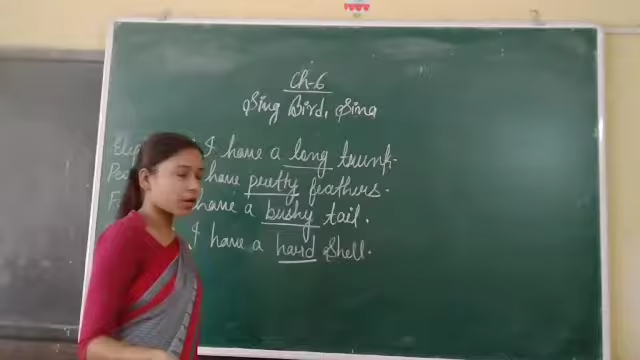 Ch-6
Sing Bird, Sing
I have a long trunk.
have pretty feathers.
have a bushy tail.
I have a hard shell.